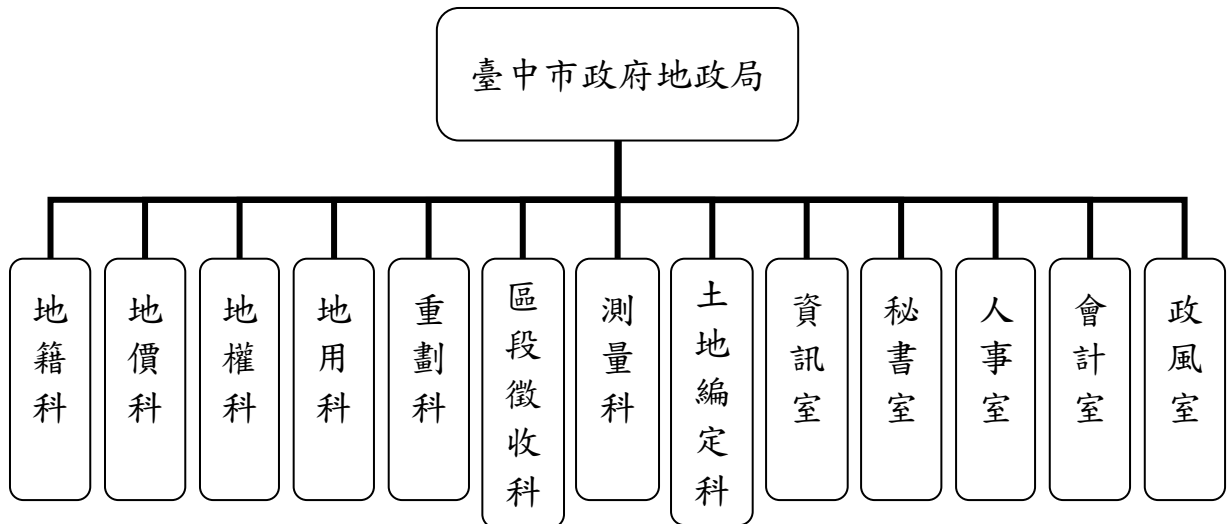 臺中市政府地政局
地籍科
地價科
地權科
地用科
重劃科
區段徵收科
測量科
土地編定科
資訊室
秘書室
人事室
會計室
政風室